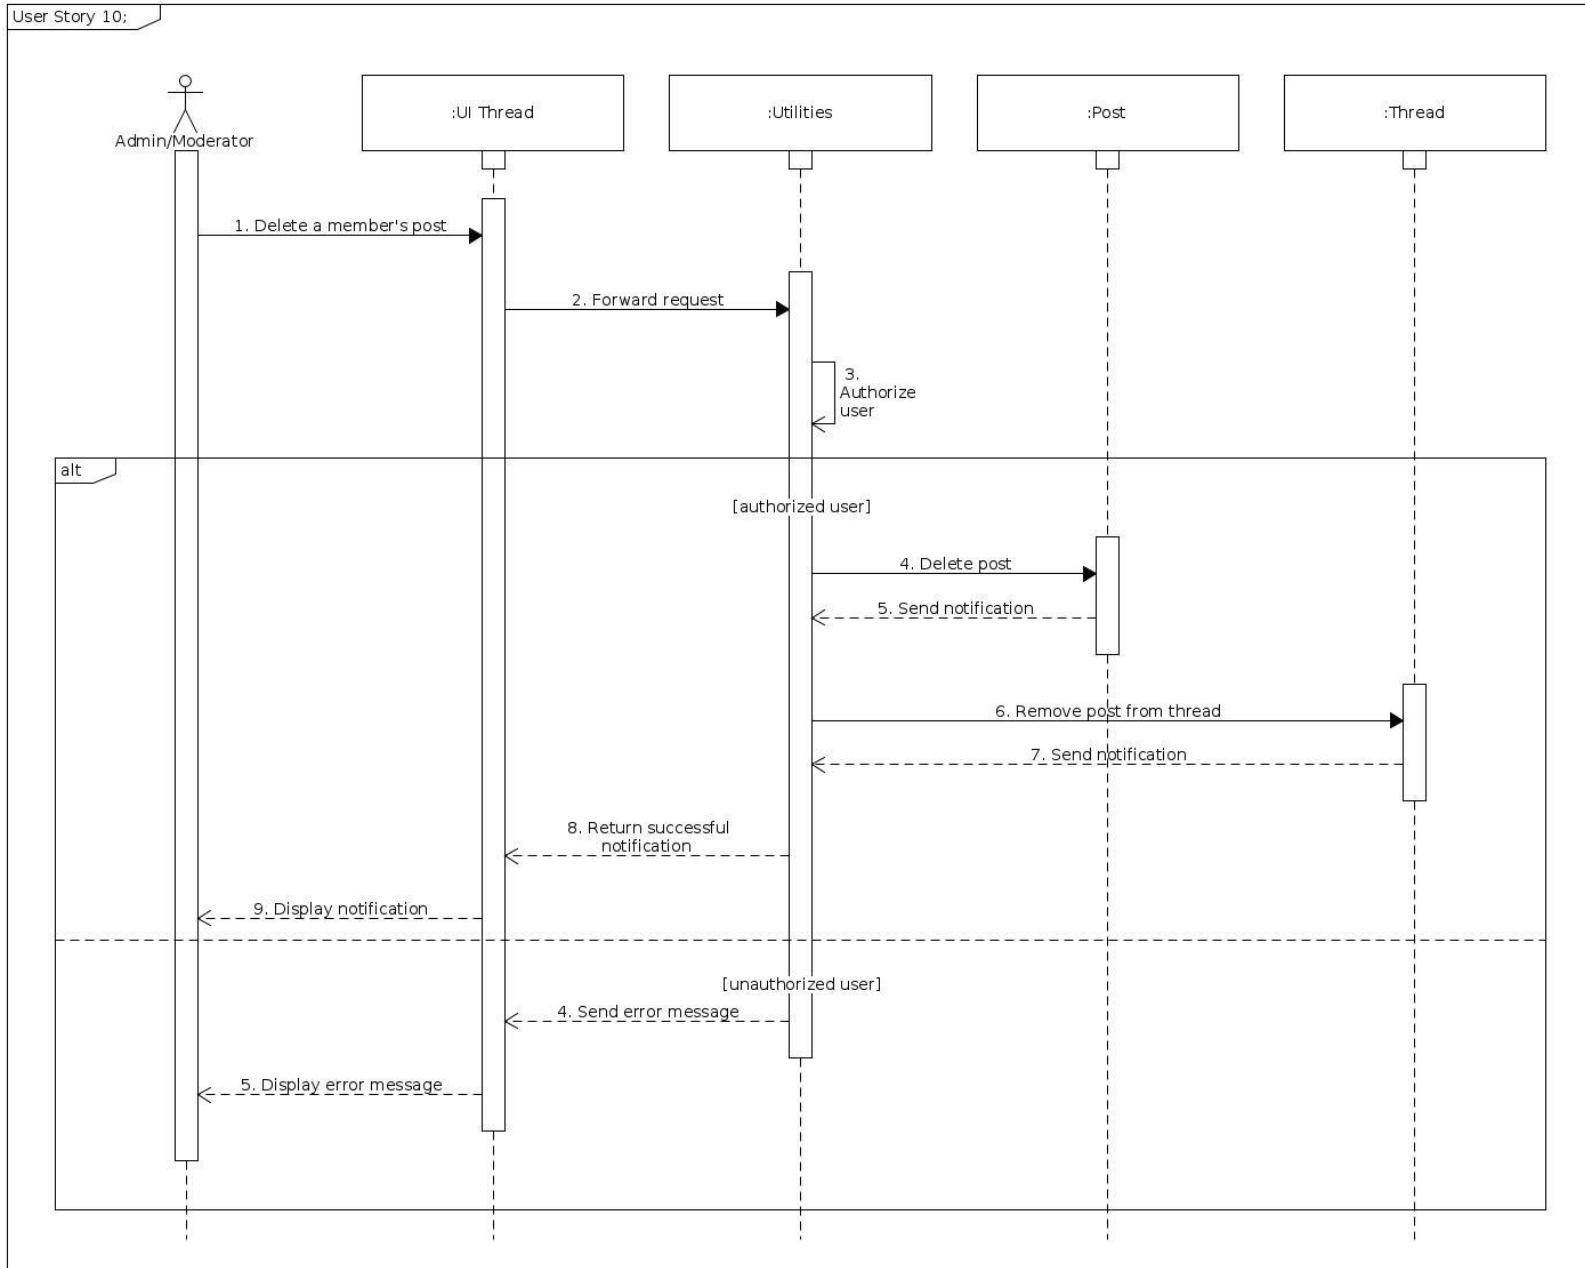 User Story 10;
Admin/Moderator
:UI Thread
:Utilities
:Post
:Thread
1. Delete a member's post
2. Forward request
3.
Authorize
user
alt
[authorized user]
4. Delete post
5. Send notification
6. Remove post from thread
7. Send notification
8. Return successful
notification
9. Display notification
[unauthorized user]
4. Send error message
5. Display error message